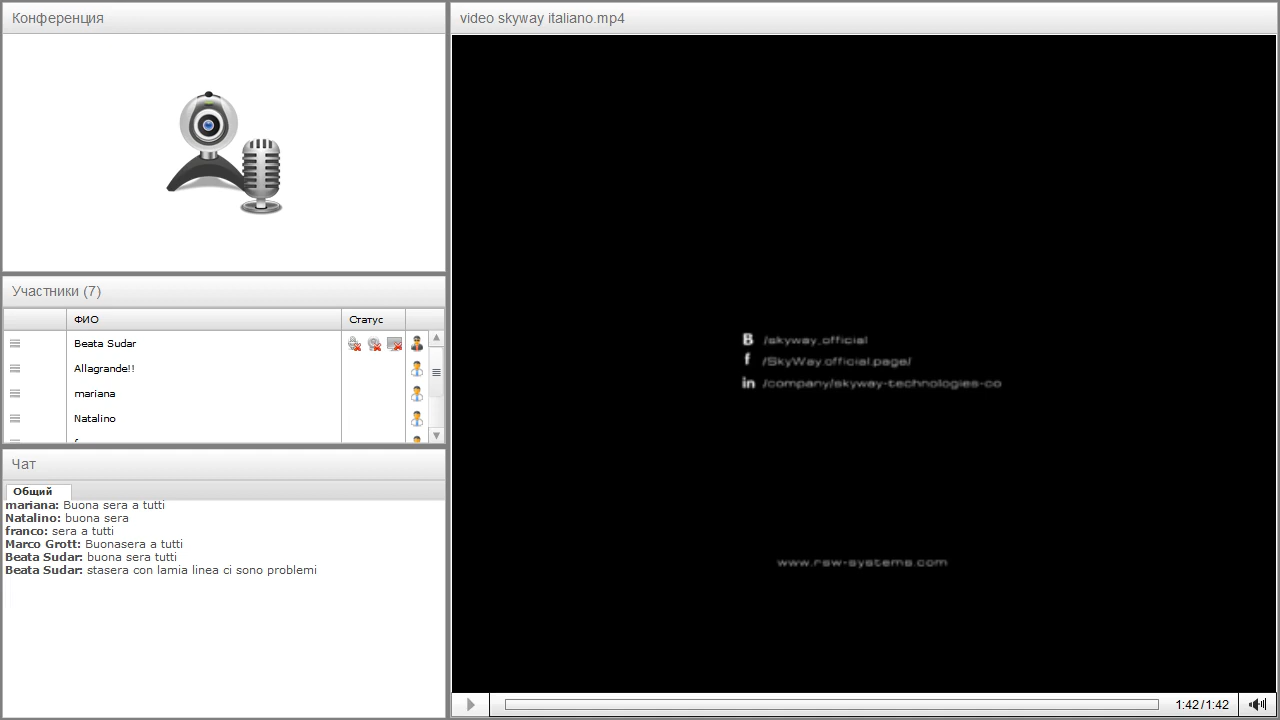 Конференция
video skyway italiano.mp4
Участники (7)
ФИО
Статус
Beata Sudar
Allagrande!!
mariana
Natalino
Чат
Общий
mariana: Buona sera a tutti
Natalino: buona sera
franco: sera a tutti
Marco Grott: Buonasera a tutti
Beata Sudar: buona sera tutti
Beata Sudar: stasera con lamia linea ci sono problemi
B /skyway_official
f /SkyWay.official.page/
in /company/skyway-technologies-co
www.rsw-systems.com
1:42/1:42